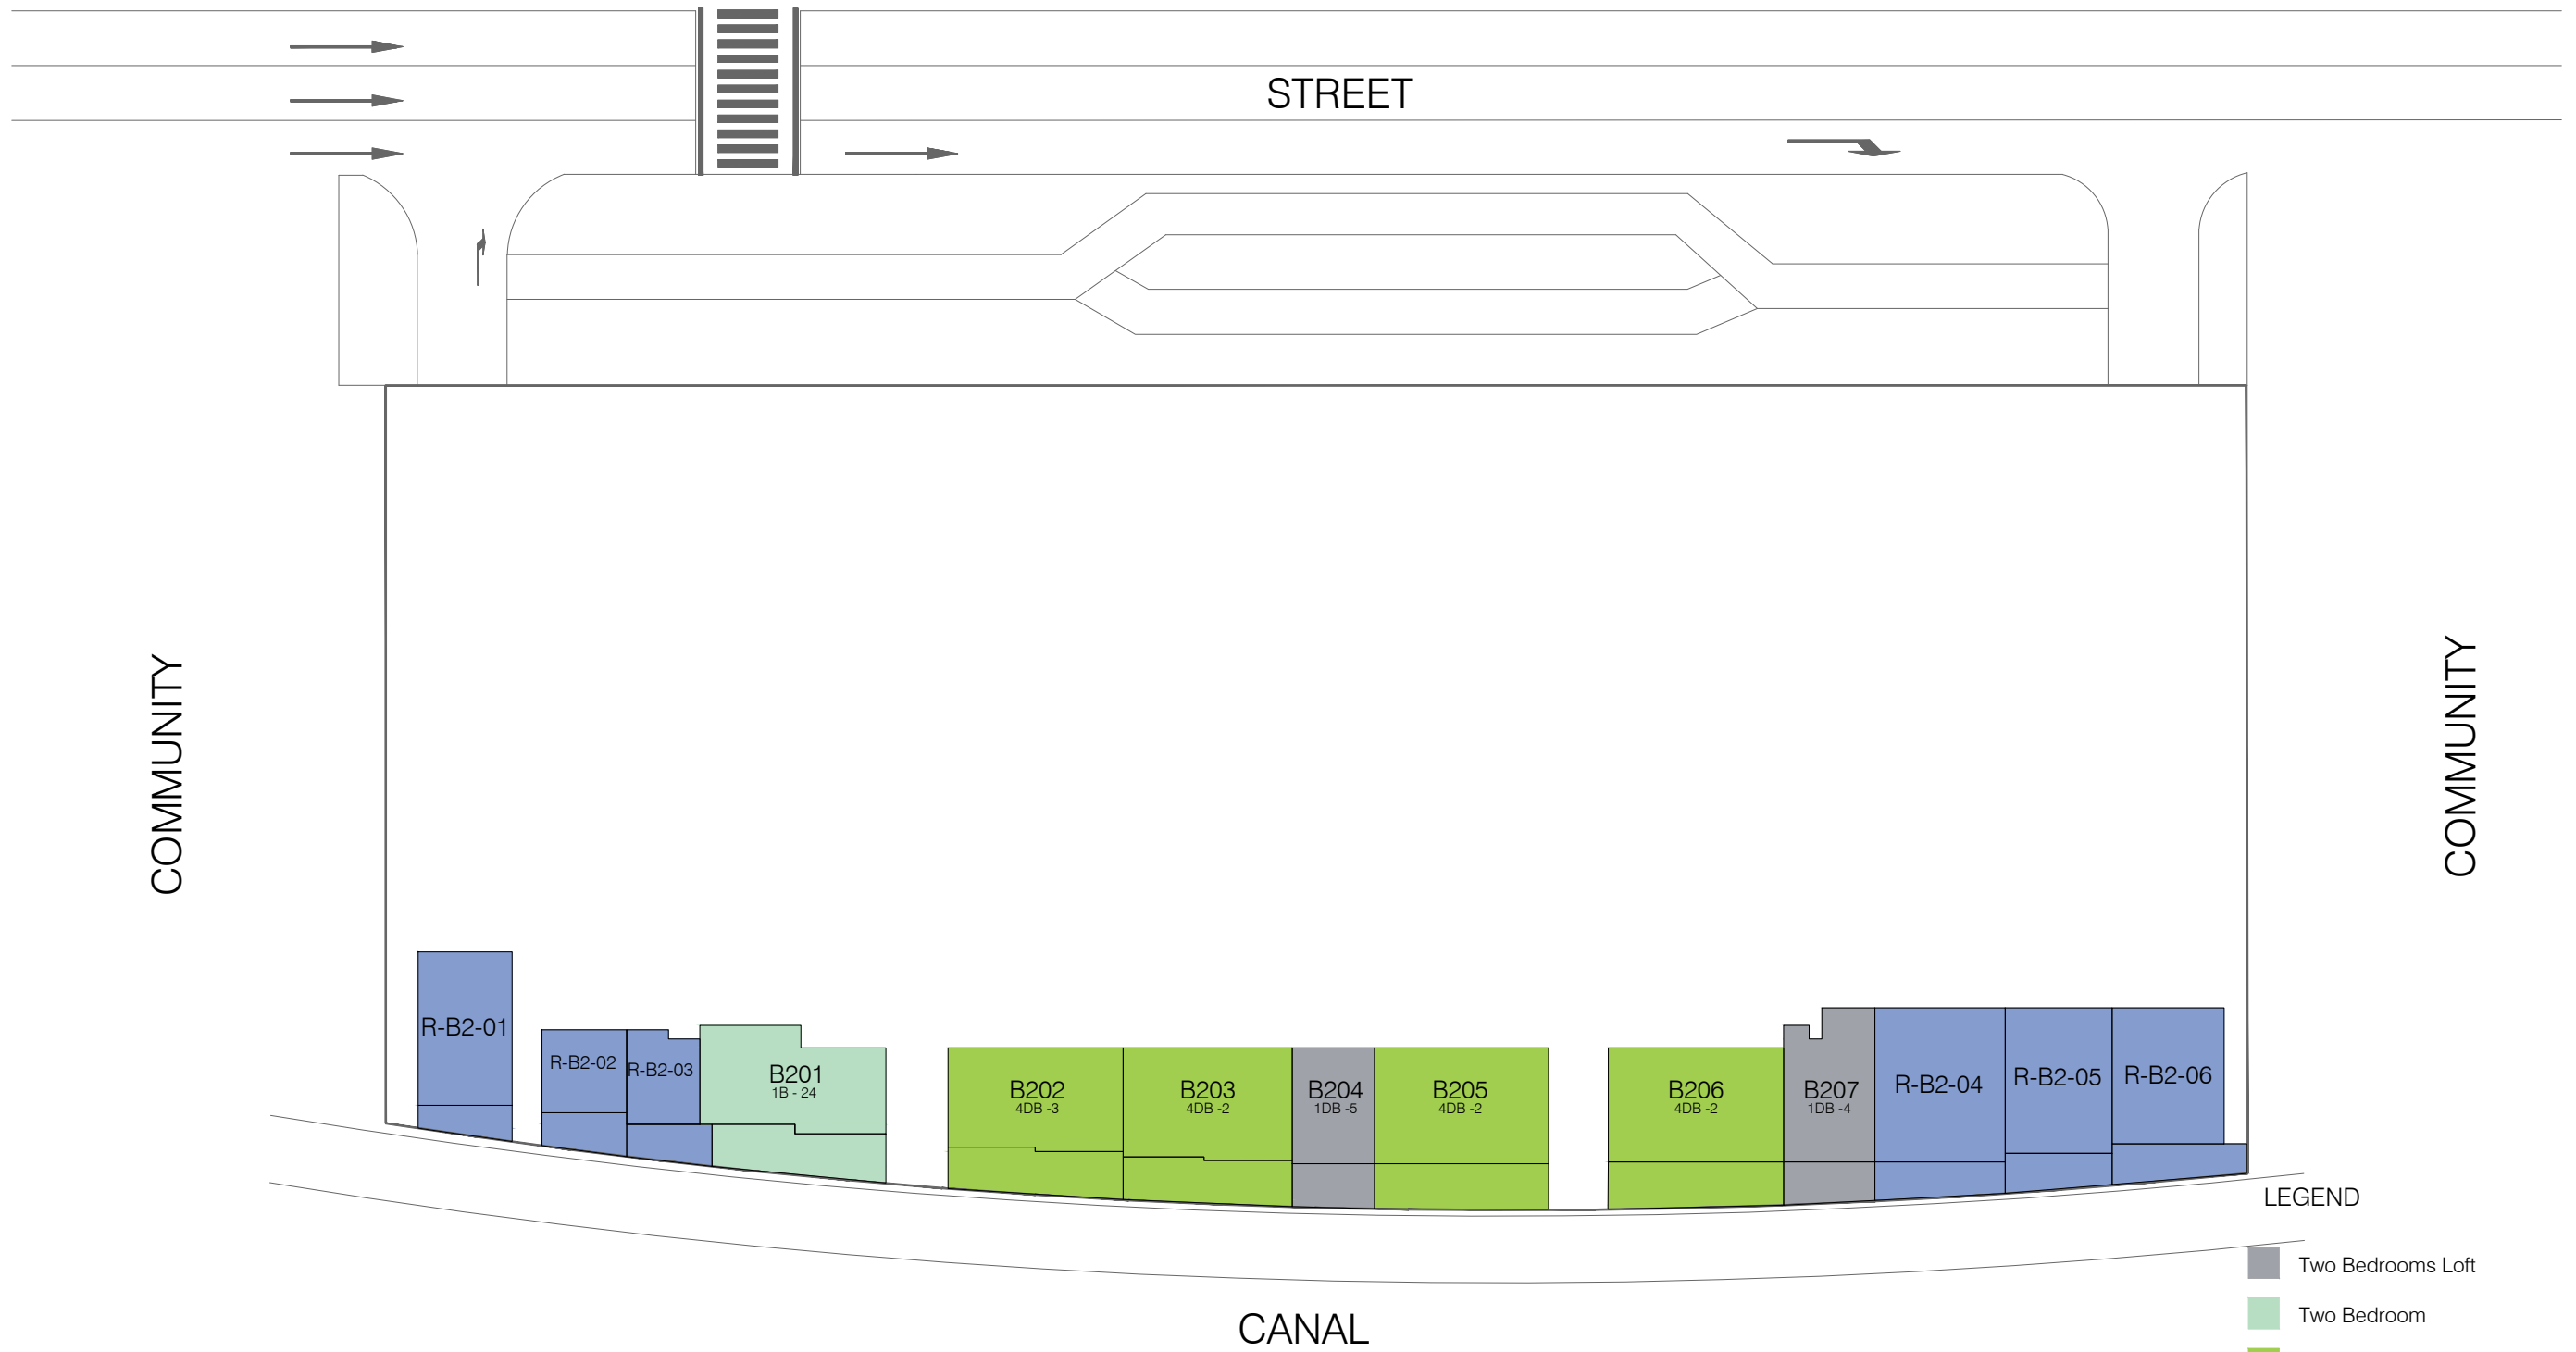 STREET
COMMUNITY
COMMUNITY
R-B2-01
R-B2-02
R-B2-03
B201
1B - 24
B202
4DB -3
B203
4DB -2
B204
1DB -5
B205
4DB -2
B206
4DB -2
B207
1DB -4
R-B2-04
R-B2-05
R-B2-06
LEGEND
Two Bedrooms Loft
Two Bedroom
CANAL